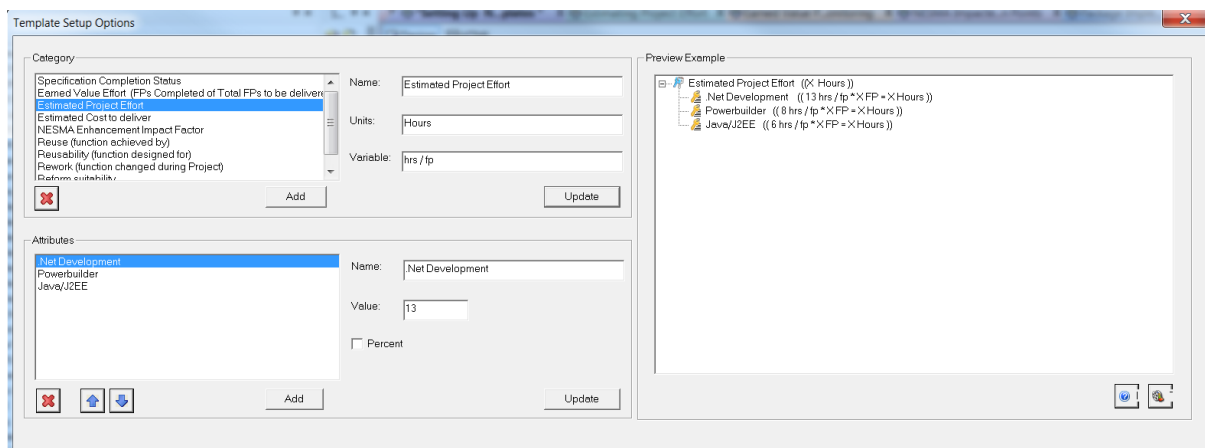 Template Setup Options
Category
Specification Completion Status
Earned Value Effort (FPs Completed of Total FPs to be delivere
Estimated Project Effort
Estimated Cost to deliver
NESMA Enhancement Impact Factor
Reuse (function achieved by)
Reusability (function designed for)
Rework (function changed during Project)
Reform suitability
Name:
Estimated Project Effort
Units:
Hours
Variable:
hrs / fp
Add
Update
Attributes
.Net Development
Powerbuilder
Java/J2EE
Name:
.Net Development
Value:
13
Percent
Add
Update
Preview Example
Estimated Project Effort ((X Hours ))
.Net Development (( 13 hrs / fp * X FP = X Hours ))
Powerbuilder (( 8 hrs / fp * X FP = X Hours ))
Java/J2EE (( 6 hrs / fp * X FP = X Hours ))